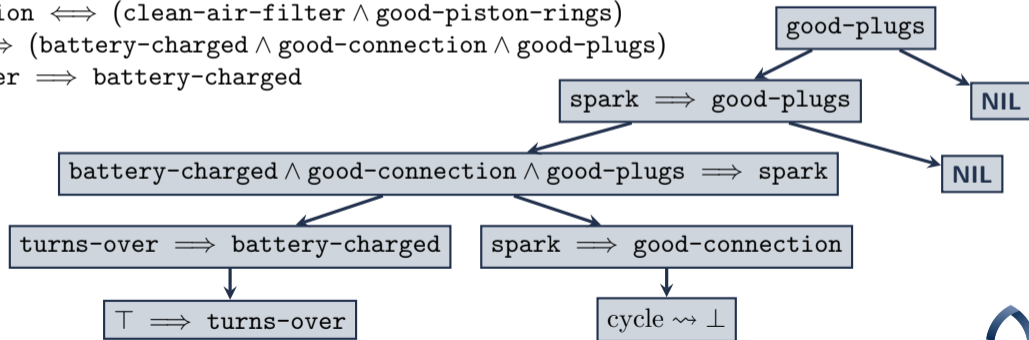 ⟺ (clean-air-filter ∧ good-piston-rings)
(battery-charged ∧ good-connection ∧ good-plugs)
⟹ battery-charged
good-plugs
spark ⟹ good-plugs
NIL
battery-charged ∧ good-connection ∧ good-plugs ⟹ spark
NIL
turns-over ⟹ battery-charged
spark ⟹ good-connection
⊤ ⟹ turns-over
cycle ⇝ ⊥